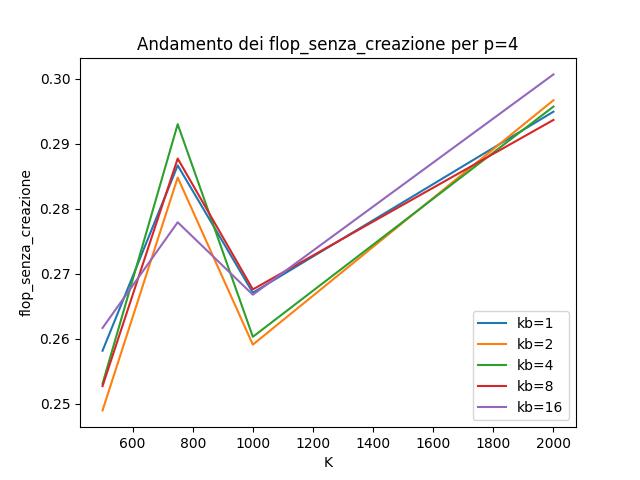 Andamento dei flop_senza_creazione per p=4
flop_senza_creazione
0.30
0.29
0.28
0.27
0.26
0.25
600 800 1000 1200 1400 1600 1800 2000
K
kb=1
kb=2
kb=4
kb=8
kb=16